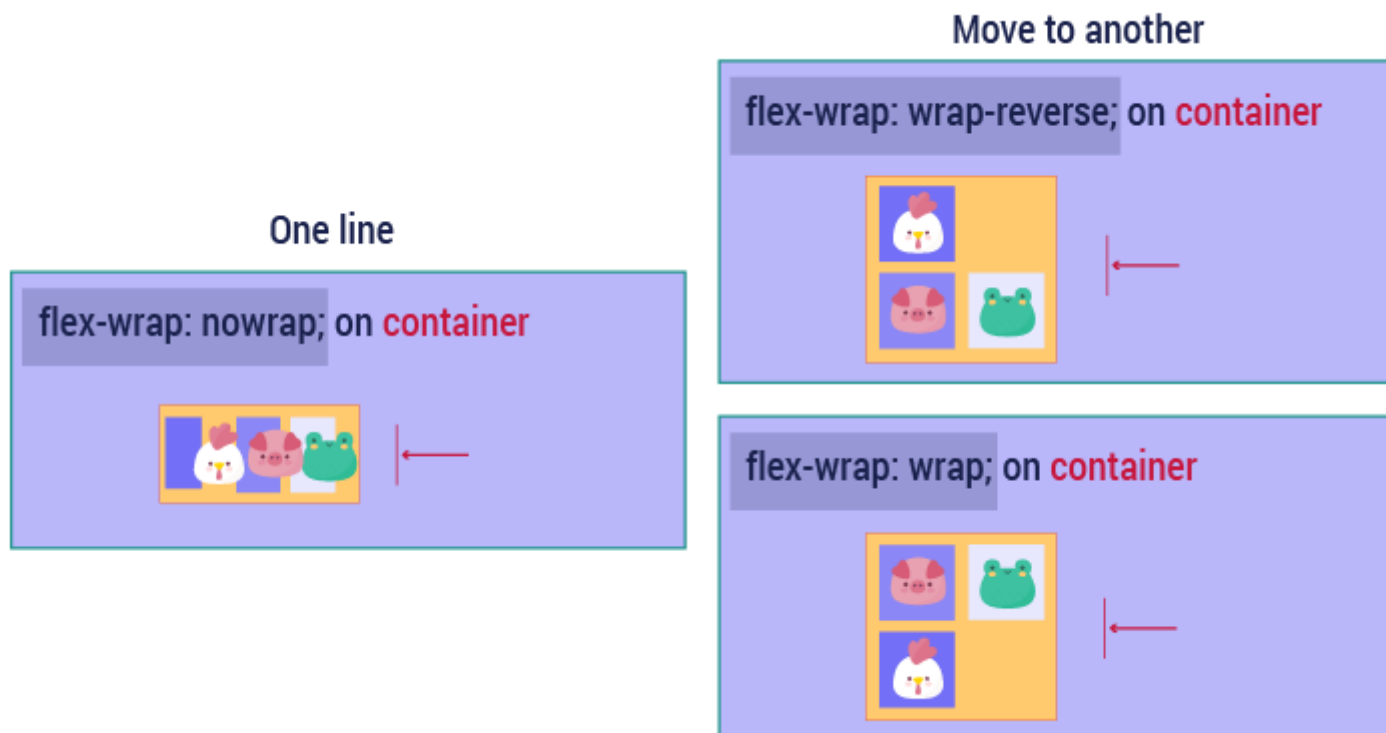 One line
flex-wrap: nowrap; on container
Move to another
flex-wrap: wrap-reverse; on container
flex-wrap: wrap; on container